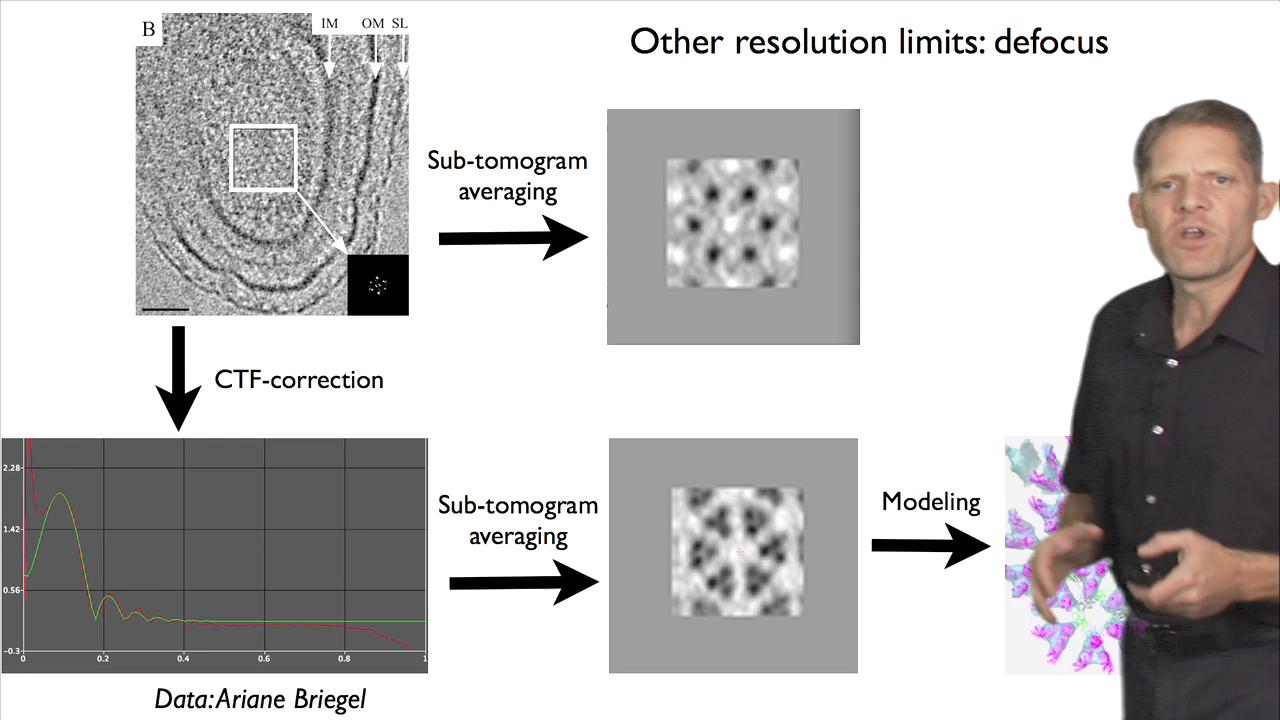 Other resolution limits: defocus
B
IM OM SL
Sub-tomogram
averaging
CTF-correction
2.28
1.42
0.56
-0.3
0 0.2 0.4 0.6 0.8 1
Sub-tomogram
averaging
Modeling
Data: Ariane Briegel